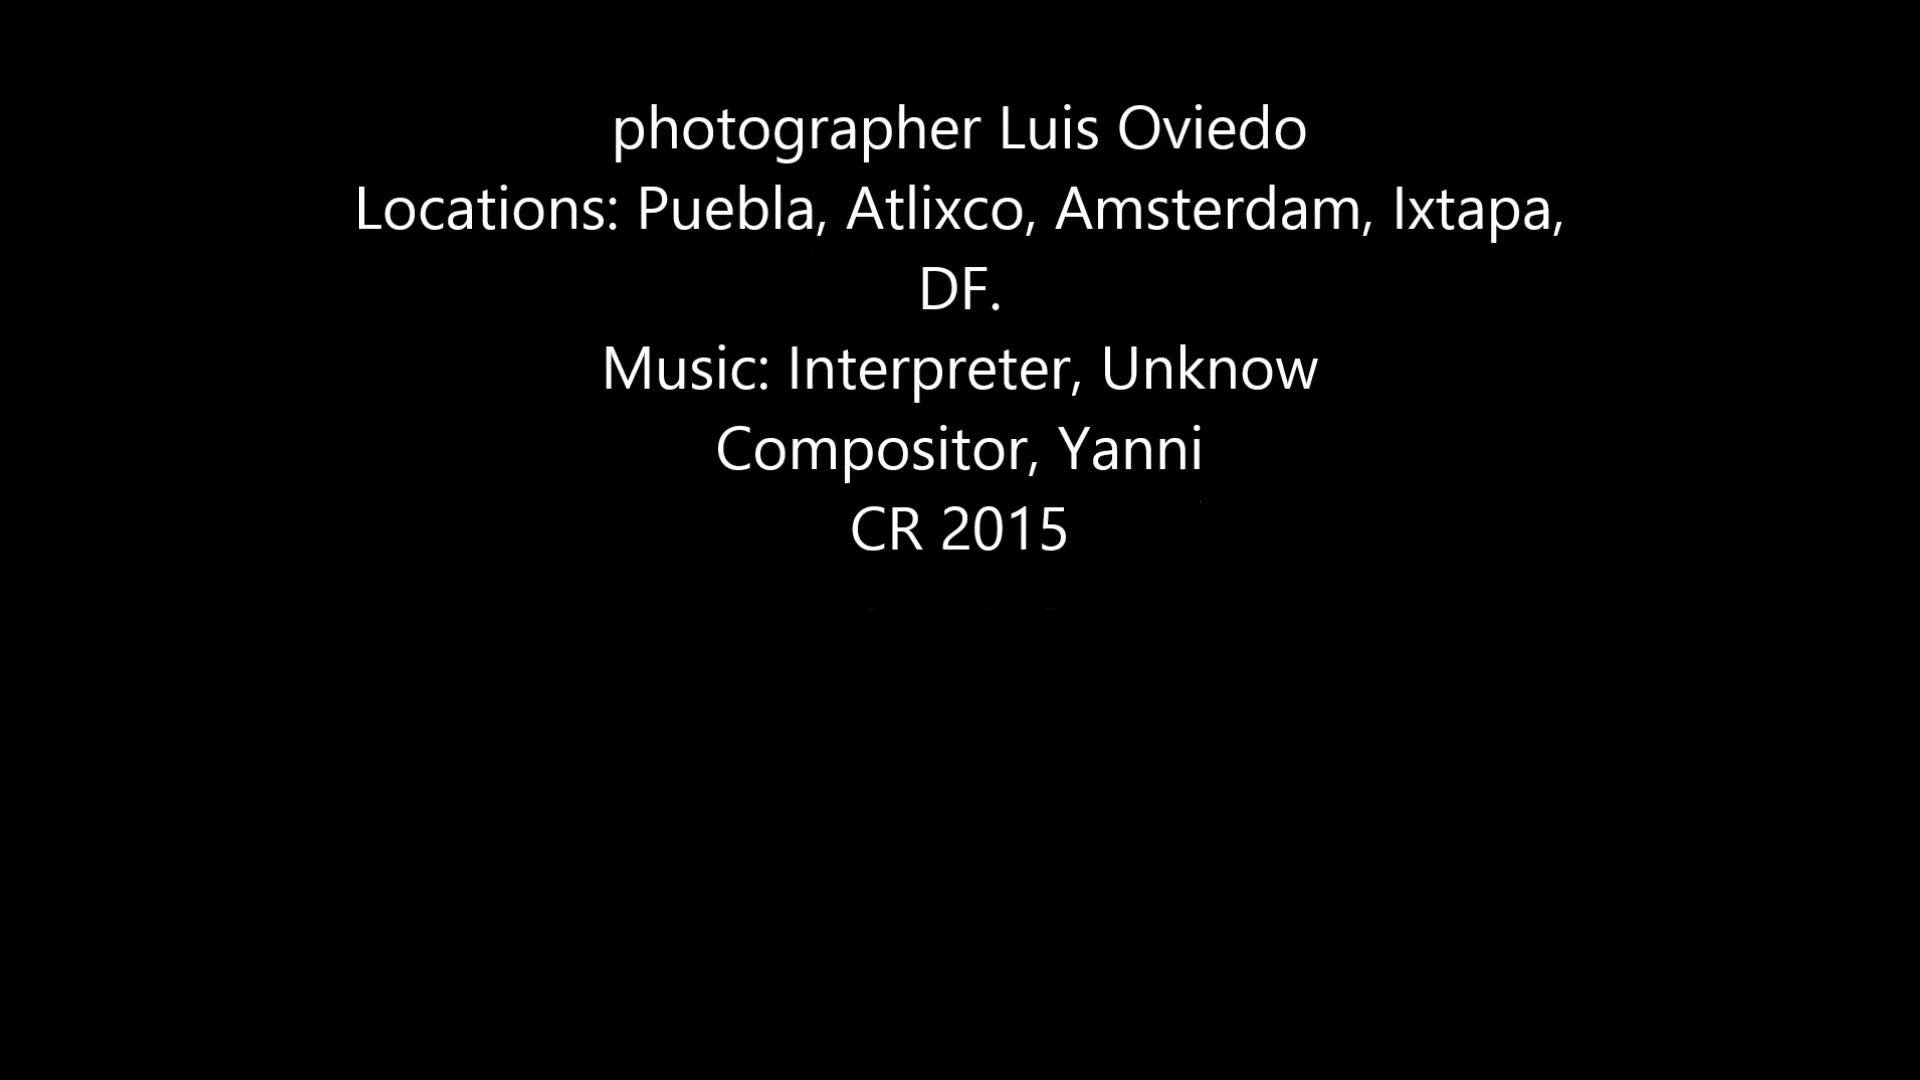 photographer Luis Oviedo
Locations: Puebla, Atlixco, Amsterdam, Ixtapa,
DF.
Music: Interpreter, Unknow
Compositor, Yanni
CR 2015